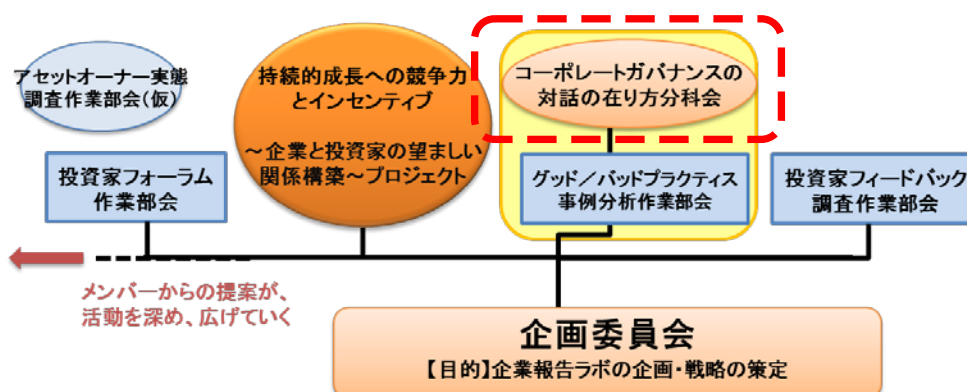 アセットオーナー実態
調査作業部会(仮)
持続的成長への競争力
とインセンティブ
~企業と投資家の望ましい
関係構築~プロジェクト
コーポレートガバナンスの
対話の在り方分科会
投資家フォーラム
作業部会
グッド/バッドプラクティス
事例分析作業部会
投資家フィードバック
調査作業部会
メンバーからの提案が、
活動を深め、広げていく
企画委員会
【目的】企業報告ラボの企画・戦略の策定